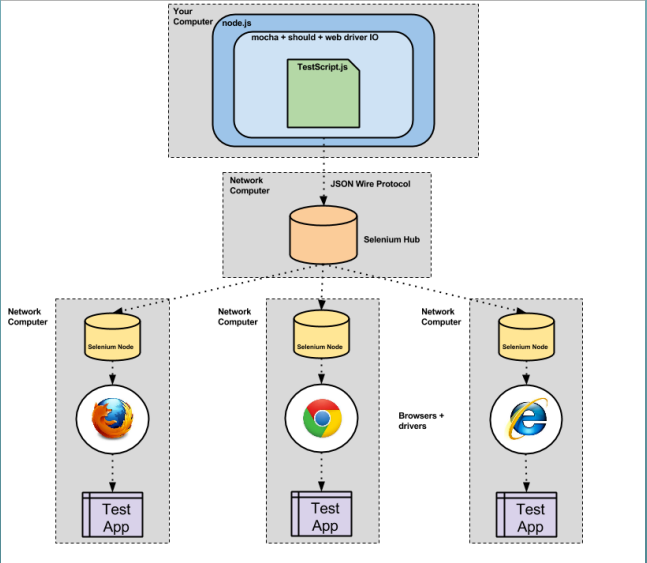 Your
Computer
node.js
mocha + should + web driver IO
TestScript.js
Network
Computer
JSON Wire Protocol
Selenium Hub
Network
Computer
Network
Computer
Network
Computer
Selenium Node
Selenium Node
Selenium Node
Browsers +
drivers
Test
App
Test
App
Test
App